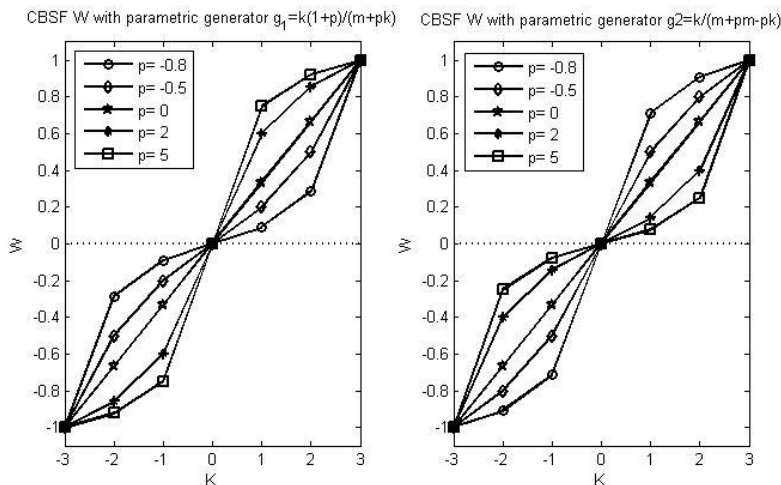 CBSF W with parametric generator g1=k(1+p)/(m+pk)
1
0.8
0.6
0.4
0.2
0
-0.2
-0.4
-0.6
-0.8
-1
W
p= -0.8
p= -0.5
p= 0
p= 2
p= 5
-3
-2
-1
0
1
2
3
K
CBSF W with parametric generator g2=k/(m+pm-pk)
1
0.8
0.6
0.4
0.2
0
-0.2
-0.4
-0.6
-0.8
-1
W
p= -0.8
p= -0.5
p= 0
p= 2
p= 5
-3
-2
-1
0
1
2
3
K